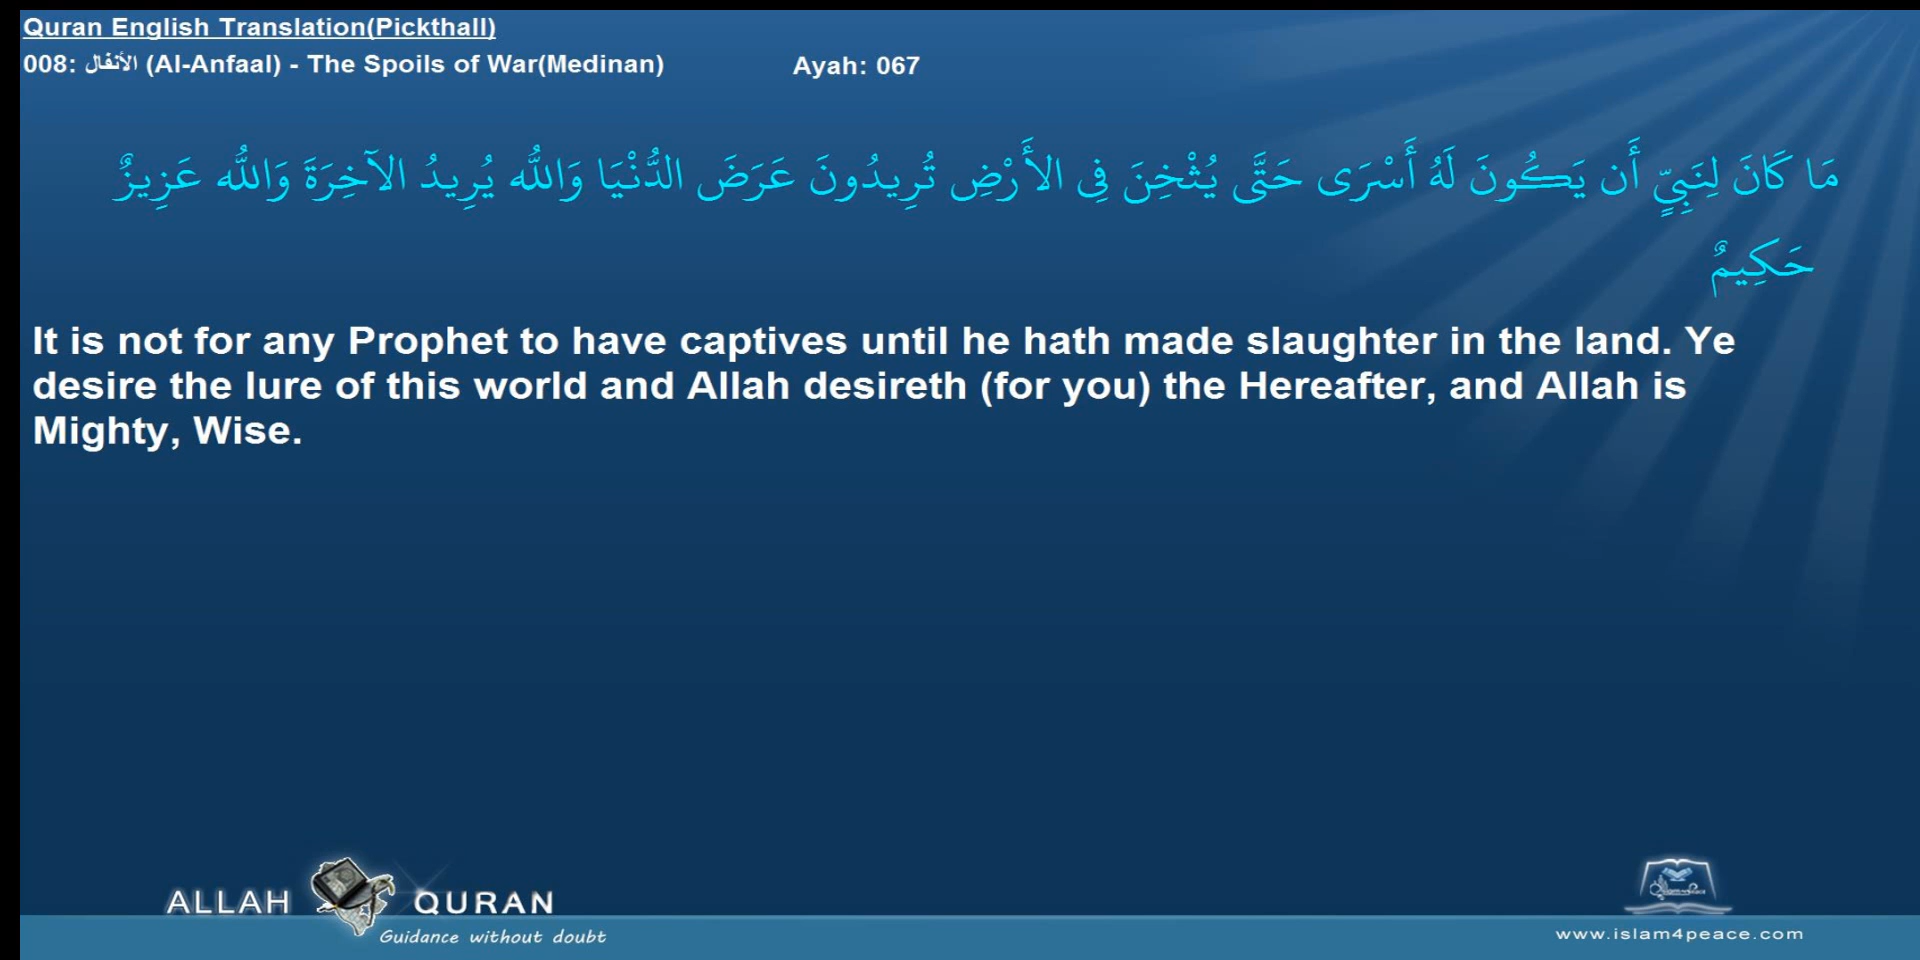 Quran English Translation(Pickthall)
008: الأنفال (Al-Anfaal) - The Spoils of War(Medinan) Ayah: 067
مَا كَانَ لِنَبِيٍّ أَن يَكُونَ لَهُ أَسْرَى حَتَّى يُثْخِنَ فِي الأَرْضِ تُرِيدُونَ عَرَضَ الدُّنْيَا وَاللّهُ يُرِيدُ الآخِرَةَ وَاللّهُ عَزِيزٌ
حَكِيمٌ
It is not for any Prophet to have captives until he hath made slaughter in the land. Ye
desire the lure of this world and Allah desireth (for you) the Hereafter, and Allah is
Mighty, Wise.
ALLAH QURAN
Guidance without doubt
www.islam4peace.com